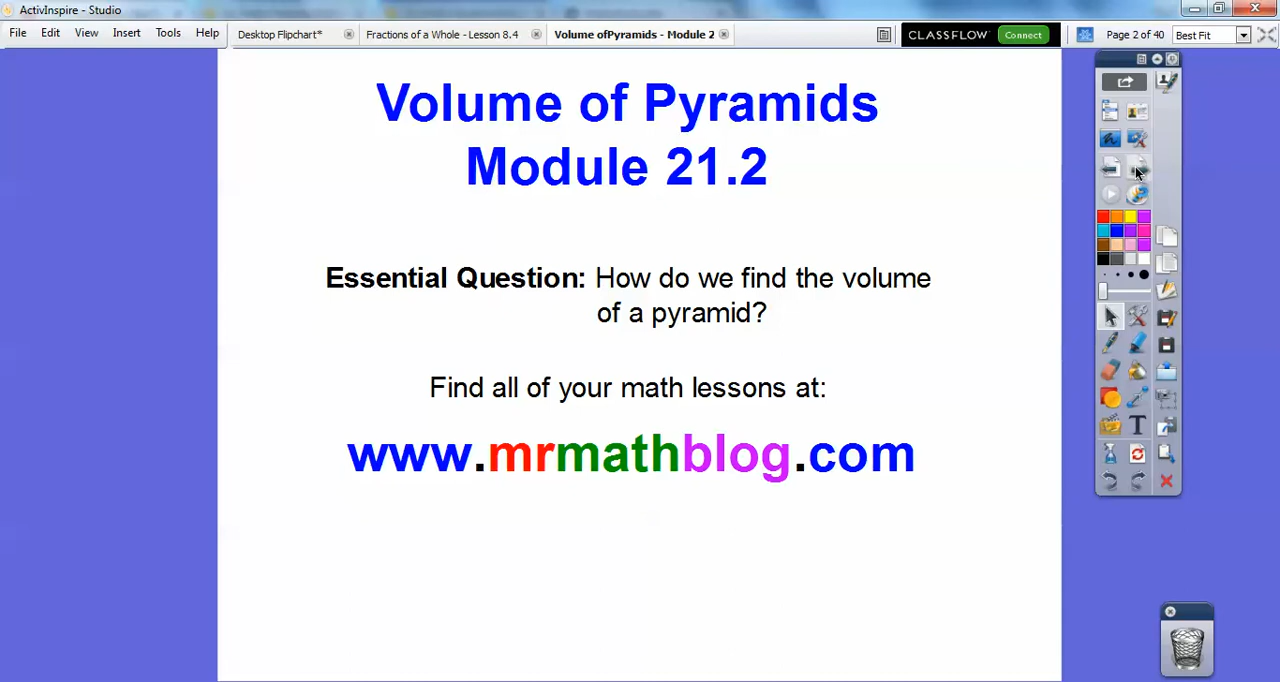 ActivInspire - Studio
File Edit View Insert Tools Help
Desktop Flipchart*
Fractions of a Whole - Lesson 8.4
Volume ofPyramids - Module 2
CLASSFLOW Connect
Page 2 of 40
Best Fit
Volume of Pyramids
Module 21.2
Essential Question: How do we find the volume
of a pyramid?
Find all of your math lessons at:
www.mrmathblog.com